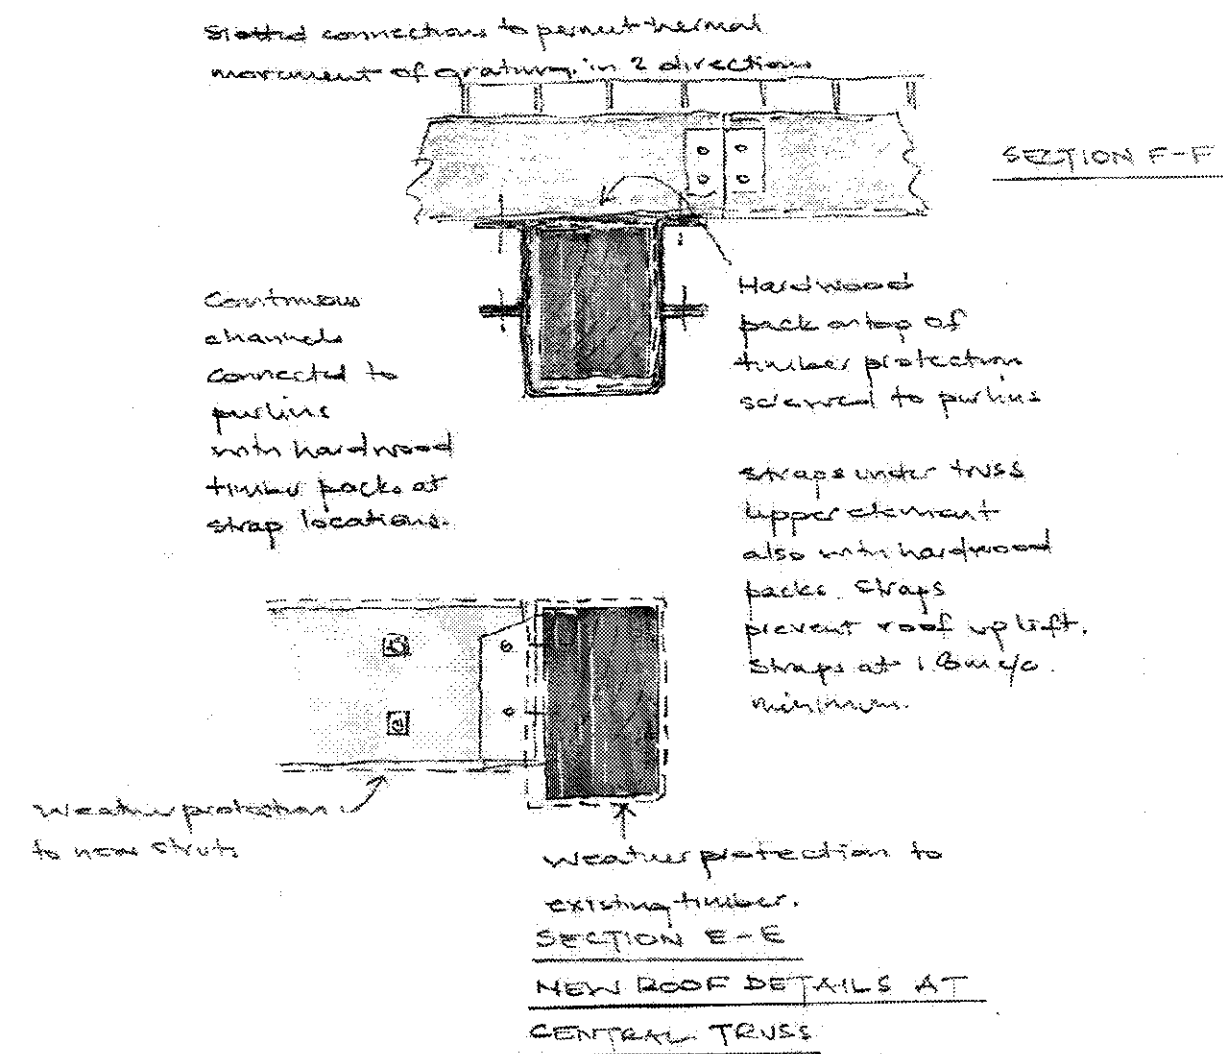 Slotted connections to permit thermal
movement of grating in 2 directions
SECTION F-F
Continuous
channels
connected to
purlins
with hardwood
timber packs at
strap locations.
Hardwood
pack on top of
timber protection
screwed to purlins
straps under truss
upper element
also with hardwood
packs. Straps
prevent roof uplift.
Straps at 1.8m c/c.
minimum.
Weather protection
to new strut
Weather protection to
existing timber.
SECTION E-E
NEW ROOF DETAILS AT
CENTRAL TRUSS